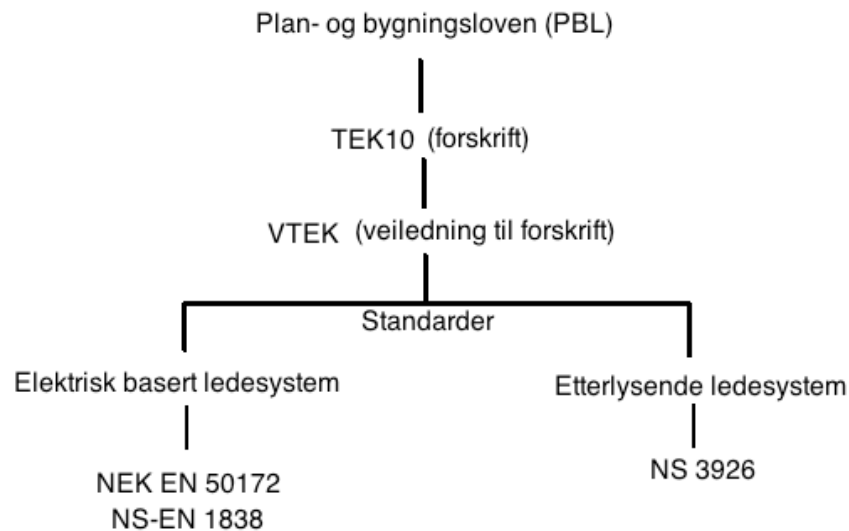 Plan- og bygningsloven (PBL)
TEK10 (forskrift)
VTEK (veiledning til forskrift)
Standarder
Elektrisk basert ledesystem
Etterlysende ledesystem
NEK EN 50172
NS-EN 1838
NS 3926